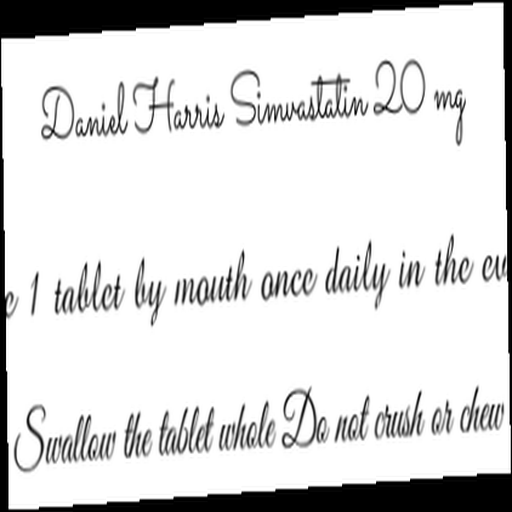 Daniel Harris Simvastatin 20 mg
1 tablet by mouth once daily in the
Swallow the tablet whole Do not crush or chew